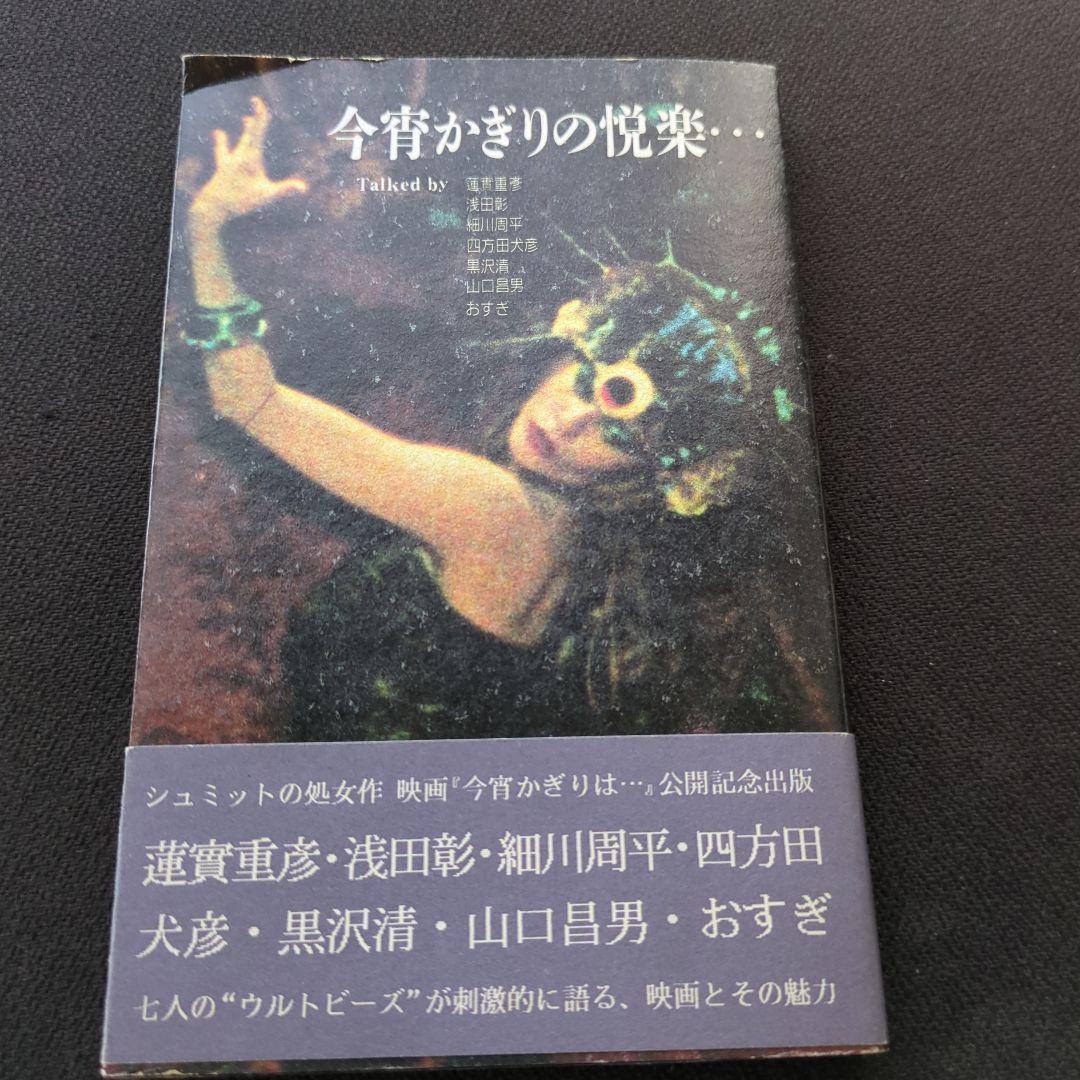 今宵かぎりの悦楽…
Talked by 蓮實重彥
浅田彰
細川周平
四方田犬彦
黒沢清
山口昌男
おすぎ
シュミットの処女作 映画『今宵かぎりは…』公開記念出版
蓮實重彦・浅田彰・細川周平・四方田
犬彦・黒沢清・山口昌男・おすぎ
七人の“ウルトビーズ”が刺激的に語る、映画とその魅力